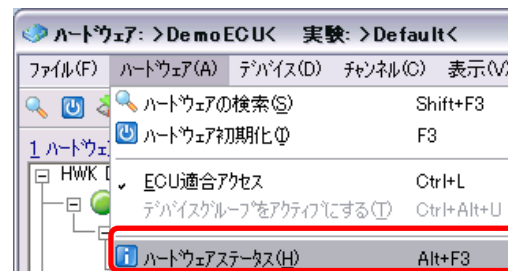 ハードウェア: >DemoECU< 実験: >Default<
ファイル(F) ハードウェア(A) デバイス(D) チャンネル(C) 表示(V)
ハードウェアの検索(S) Shift+F3
ハードウェア初期化(I) F3
1 ハードウェ
ECU適合アクセス Ctrl+L
HWK
デバイスグループをアクティブにする(T) Ctrl+Alt+U
ハードウェアステータス(H) Alt+F3